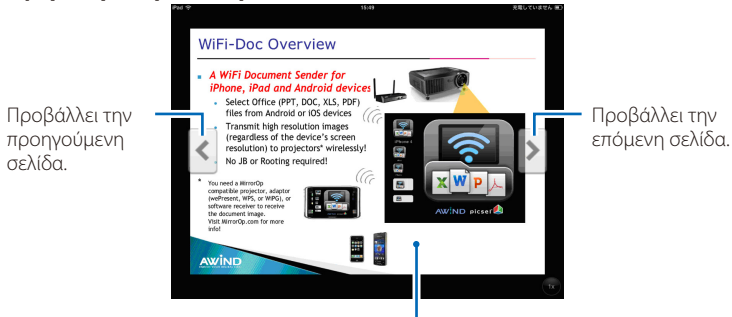 iPad
15:49
充電していません
WiFi-Doc Overview
A WiFi Document Sender for
iPhone, iPad and Android devices
Select Office (PPT, DOC, XLS, PDF)
files from Android or iOS devices
Transmit high resolution images
(regardless of the device's screen
resolution) to projectors* wirelessly!
No JB or Rooting required!
* You need a MirrorOp
compatible projector, adaptor
(wePresent, WPS, or WiPG), or
software receiver to receive
the document image.
Visit MirrorOp.com for more
info!
X W P
AWIND picsel
AWIND
1x
Προβάλλει την
προηγούμενη
σελίδα.
Προβάλλει την
επόμενη σελίδα.